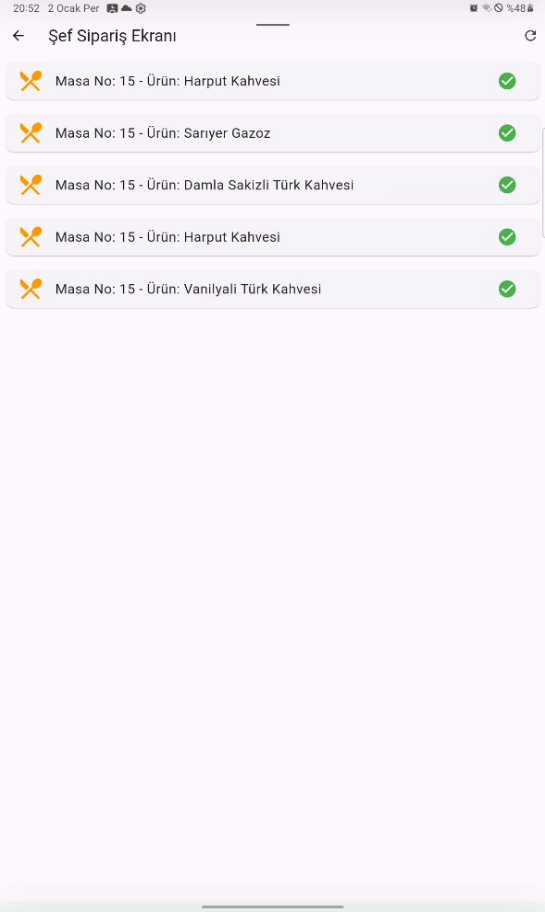 20:52 2 Ocak Per %48
Şef Sipariş Ekranı
Masa No: 15 - Ürün: Harput Kahvesi
Masa No: 15 - Ürün: Sarıyer Gazoz
Masa No: 15 - Ürün: Damla Sakizli Türk Kahvesi
Masa No: 15 - Ürün: Harput Kahvesi
Masa No: 15 - Ürün: Vanilyali Türk Kahvesi